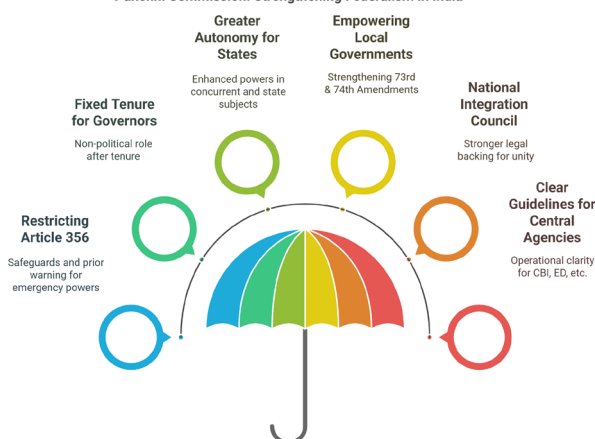 Greater
Autonomy for
States
Enhanced powers in
concurrent and state
subjects
Empowering
Local
Governments
Strengthening 73rd
& 74th Amendments
Fixed Tenure
for Governors
Non-political role
after tenure
National
Integration
Council
Stronger legal
backing for unity
Restricting
Article 356
Safeguards and prior
warning for
emergency powers
Clear
Guidelines for
Central
Agencies
Operational clarity
for CBI, ED, etc.